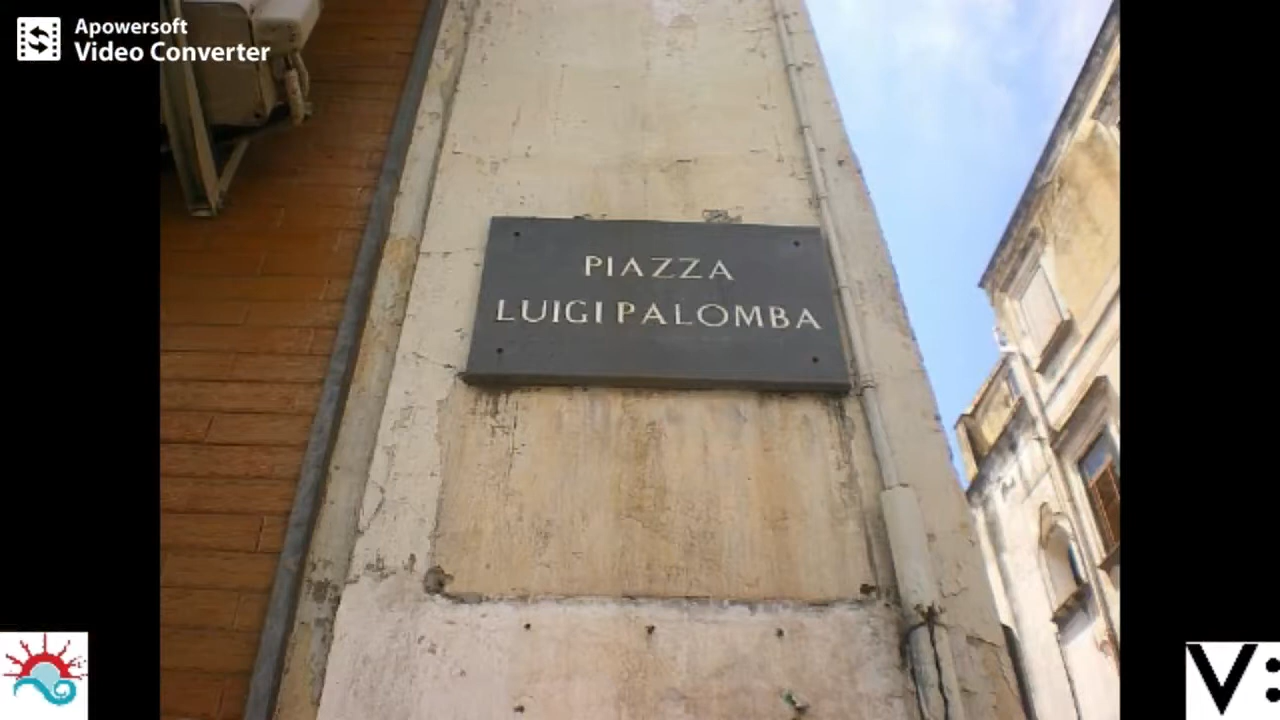 Apowersoft
Video Converter
PIAZZA
LUIGI PALOMBA
V: